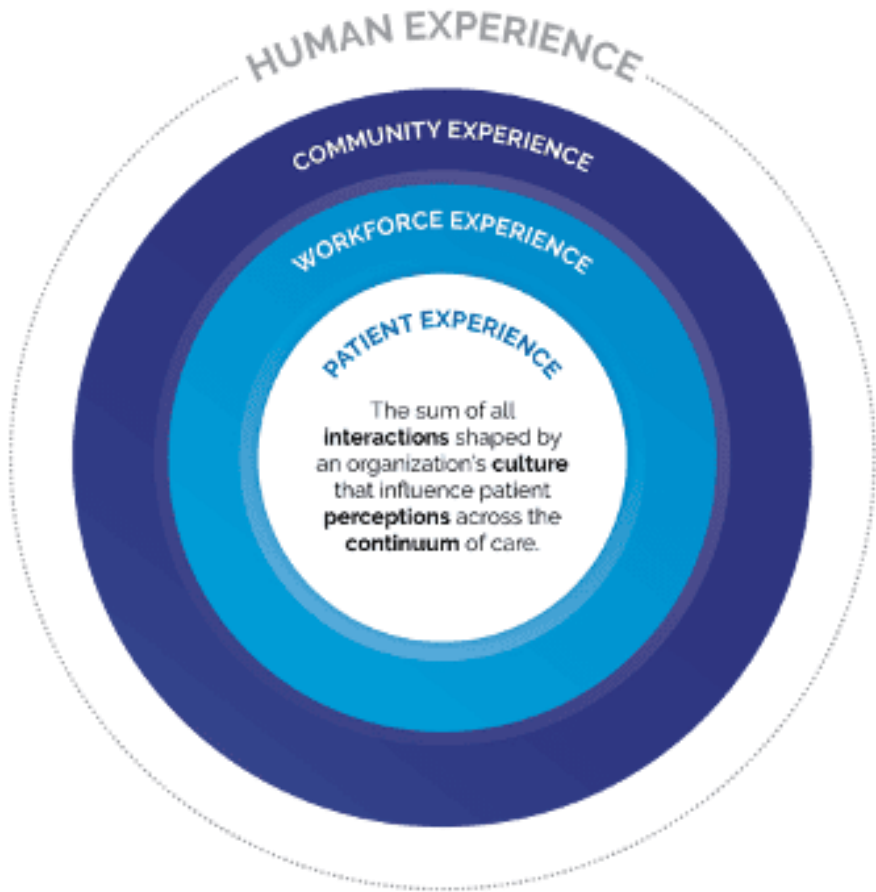 HUMAN EXPERIENCE
COMMUNITY EXPERIENCE
WORKFORCE EXPERIENCE
PATIENT EXPERIENCE
The sum of all
interactions shaped by
an organization's culture
that influence patient
perceptions across the
continuum of care.